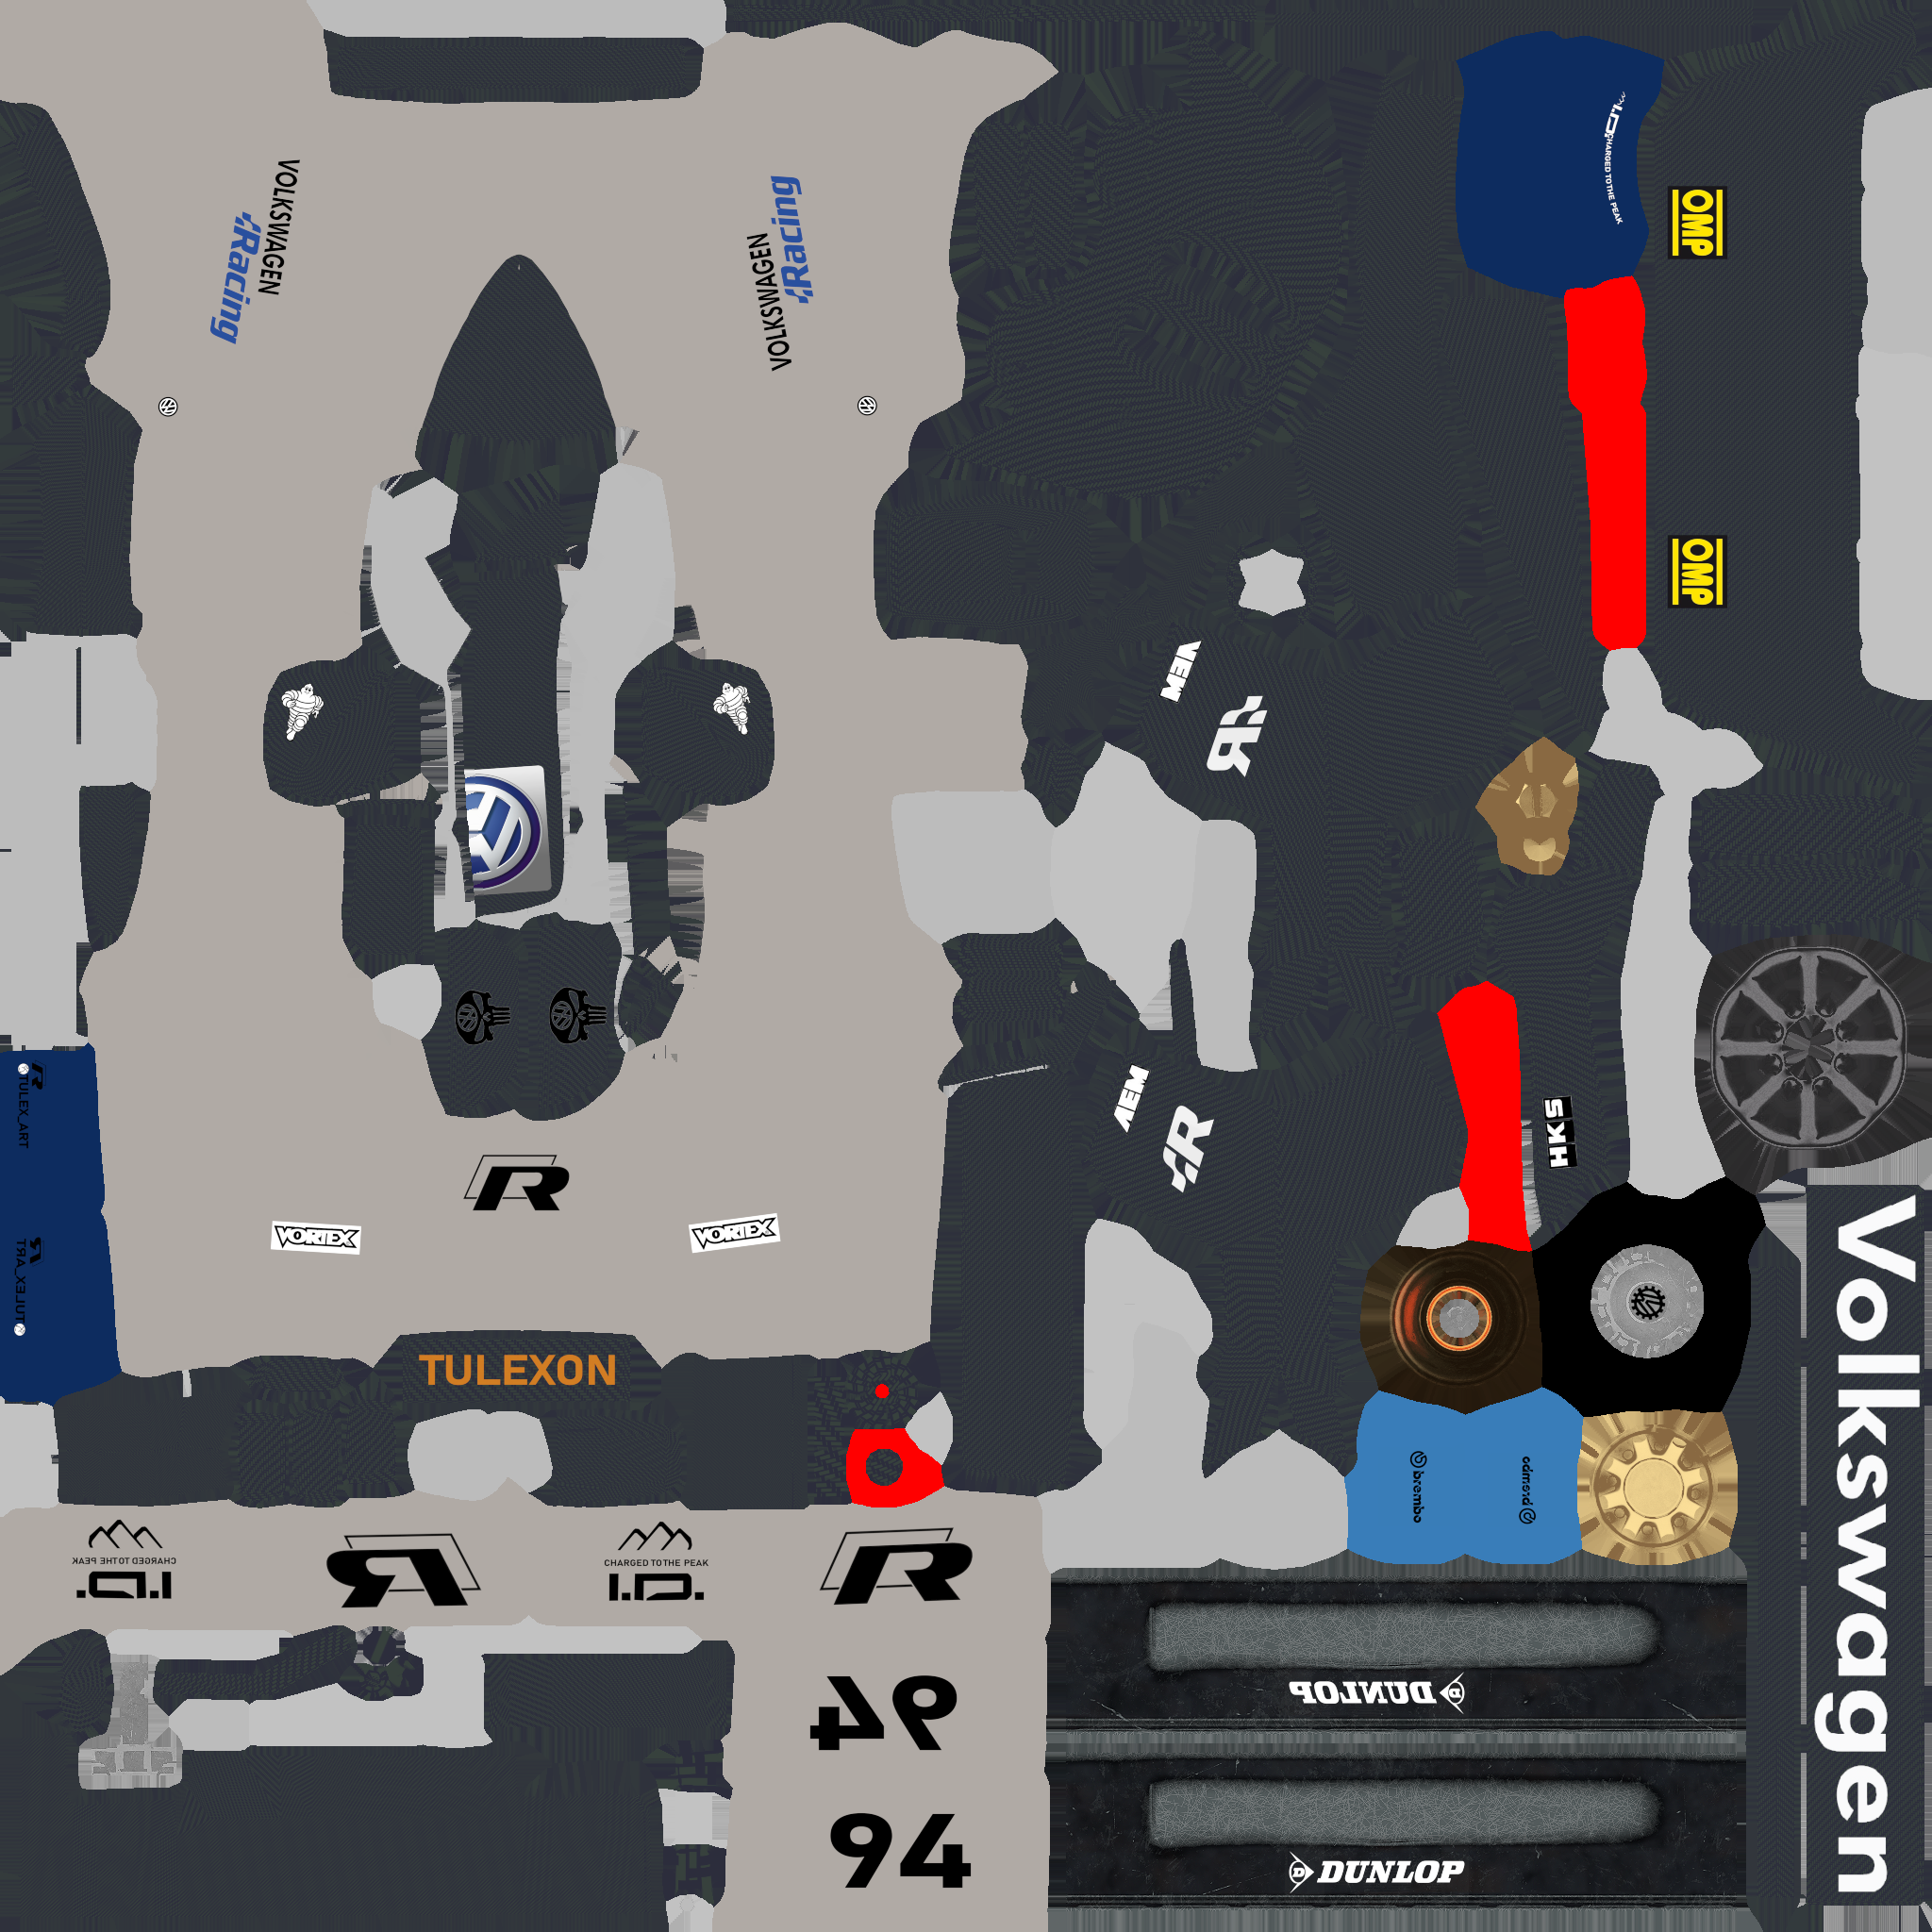 I.D.
CHARGED TO THE PEAK
VOLKSWAGEN
Racing
VOLKSWAGEN
Racing
OMP
OMP
AEM
R
AEM
R
HKS
R
TULEX_ART
R
TULEX_ART
R
VORTEX
VORTEX
TULEXON
brembo
brembo
CHARGED TO THE PEAK
I.D.
R
CHARGED TO THE PEAK
I.D.
R
94
94
DUNLOP
DUNLOP
Volkswagen